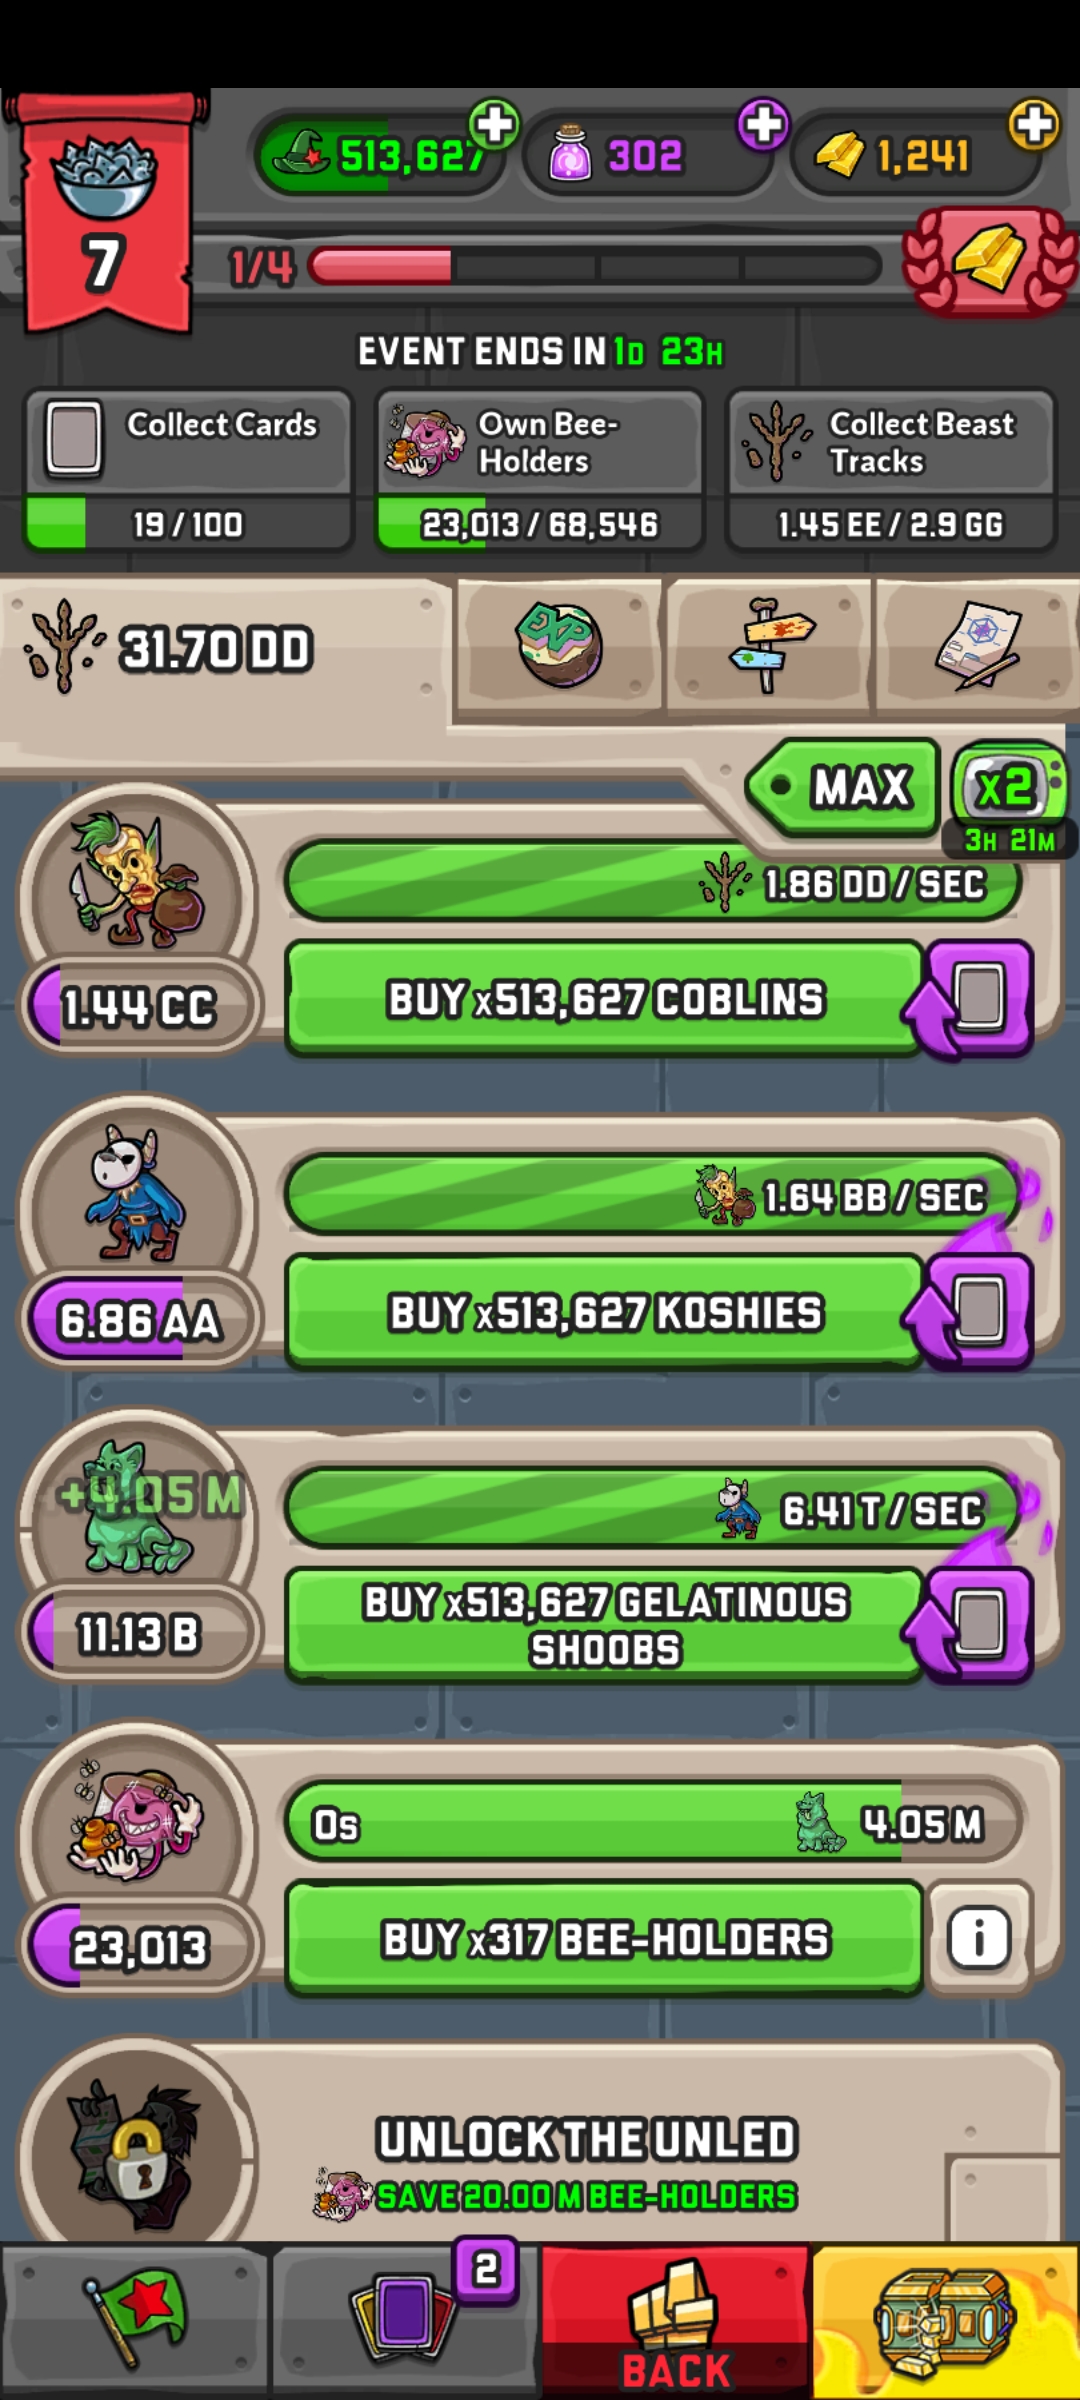 513,627
302
1,241
7
1/4
EVENT ENDS IN 1D 23H
Collect Cards
19 / 100
Own Bee-
Holders
23,013 / 68,546
Collect Beast
Tracks
1.45 EE / 2.9 GG
31.70 DD
EXP
MAX
x2
3H 21M
1.86 DD / SEC
1.44 CC
BUY x513,627 COBLINS
1.64 BB / SEC
6.86 AA
BUY x513,627 KOSHIES
+4.05 M
6.41 T / SEC
11.13 B
BUY x513,627 GELATINOUS
SHOOBS
0s
4.05 M
23,013
BUY x317 BEE-HOLDERS
i
UNLOCK THE UNLED
SAVE 20.00 M BEE-HOLDERS
2
BACK